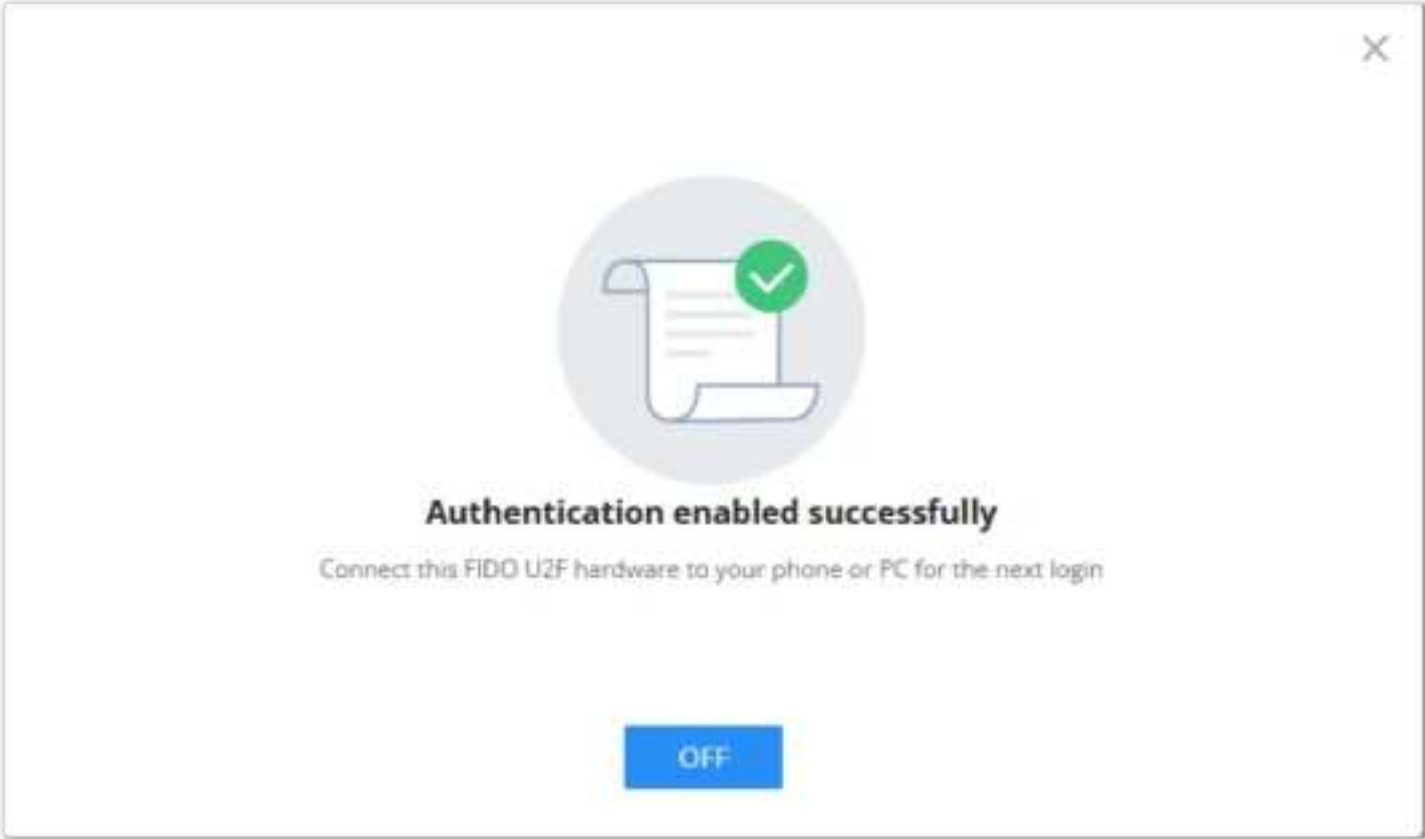 Authentication enabled successfully
Connect this FIDO U2F hardware to your phone or PC for the next login
OFF